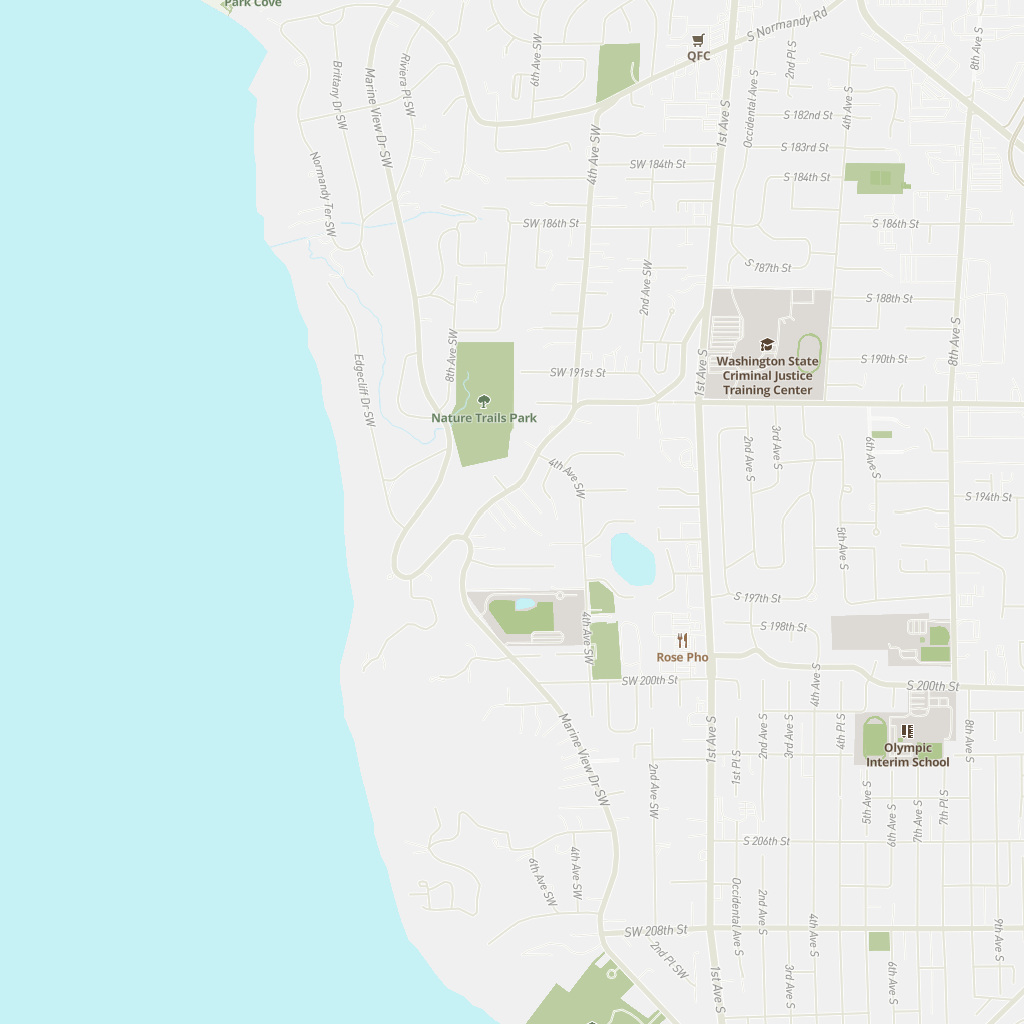 Park Cove
S Normandy Rd
QFC
1st Ave S
2nd Pl S
8th Ave S
6th Ave SW
Riviera Pl SW
Brittany Dr SW
Marine View Dr SW
Occidental Ave S
4th Ave S
S 182nd St
S 183rd St
4th Ave SW
SW 184th St
S 184th St
Normandy Ter SW
SW 186th St
S 186th St
S 187th St
2nd Ave SW
S 188th St
8th Ave S
8th Ave SW
Washington State
Criminal Justice
Training Center
S 190th St
Edgecliff Dr SW
SW 191st St
1st Ave S
Nature Trails Park
2nd Ave S
3rd Ave S
6th Ave S
4th Ave SW
S 194th St
5th Ave S
S 197th St
S 198th St
4th Ave SW
Rose Pho
SW 200th St
4th Ave S
S 200th St
Marine View Dr SW
1st Ave S
2nd Ave S
3rd Ave S
4th Pl S
8th Ave S
Olympic
Interim School
1st Pl S
2nd Ave SW
5th Ave S
6th Ave S
7th Ave S
7th Pl S
S 206th St
6th Ave SW
4th Ave SW
Occidental Ave S
2nd Ave S
4th Ave S
9th Ave S
SW 208th St
2nd Pl SW
1st Ave S
3rd Ave S
6th Ave S